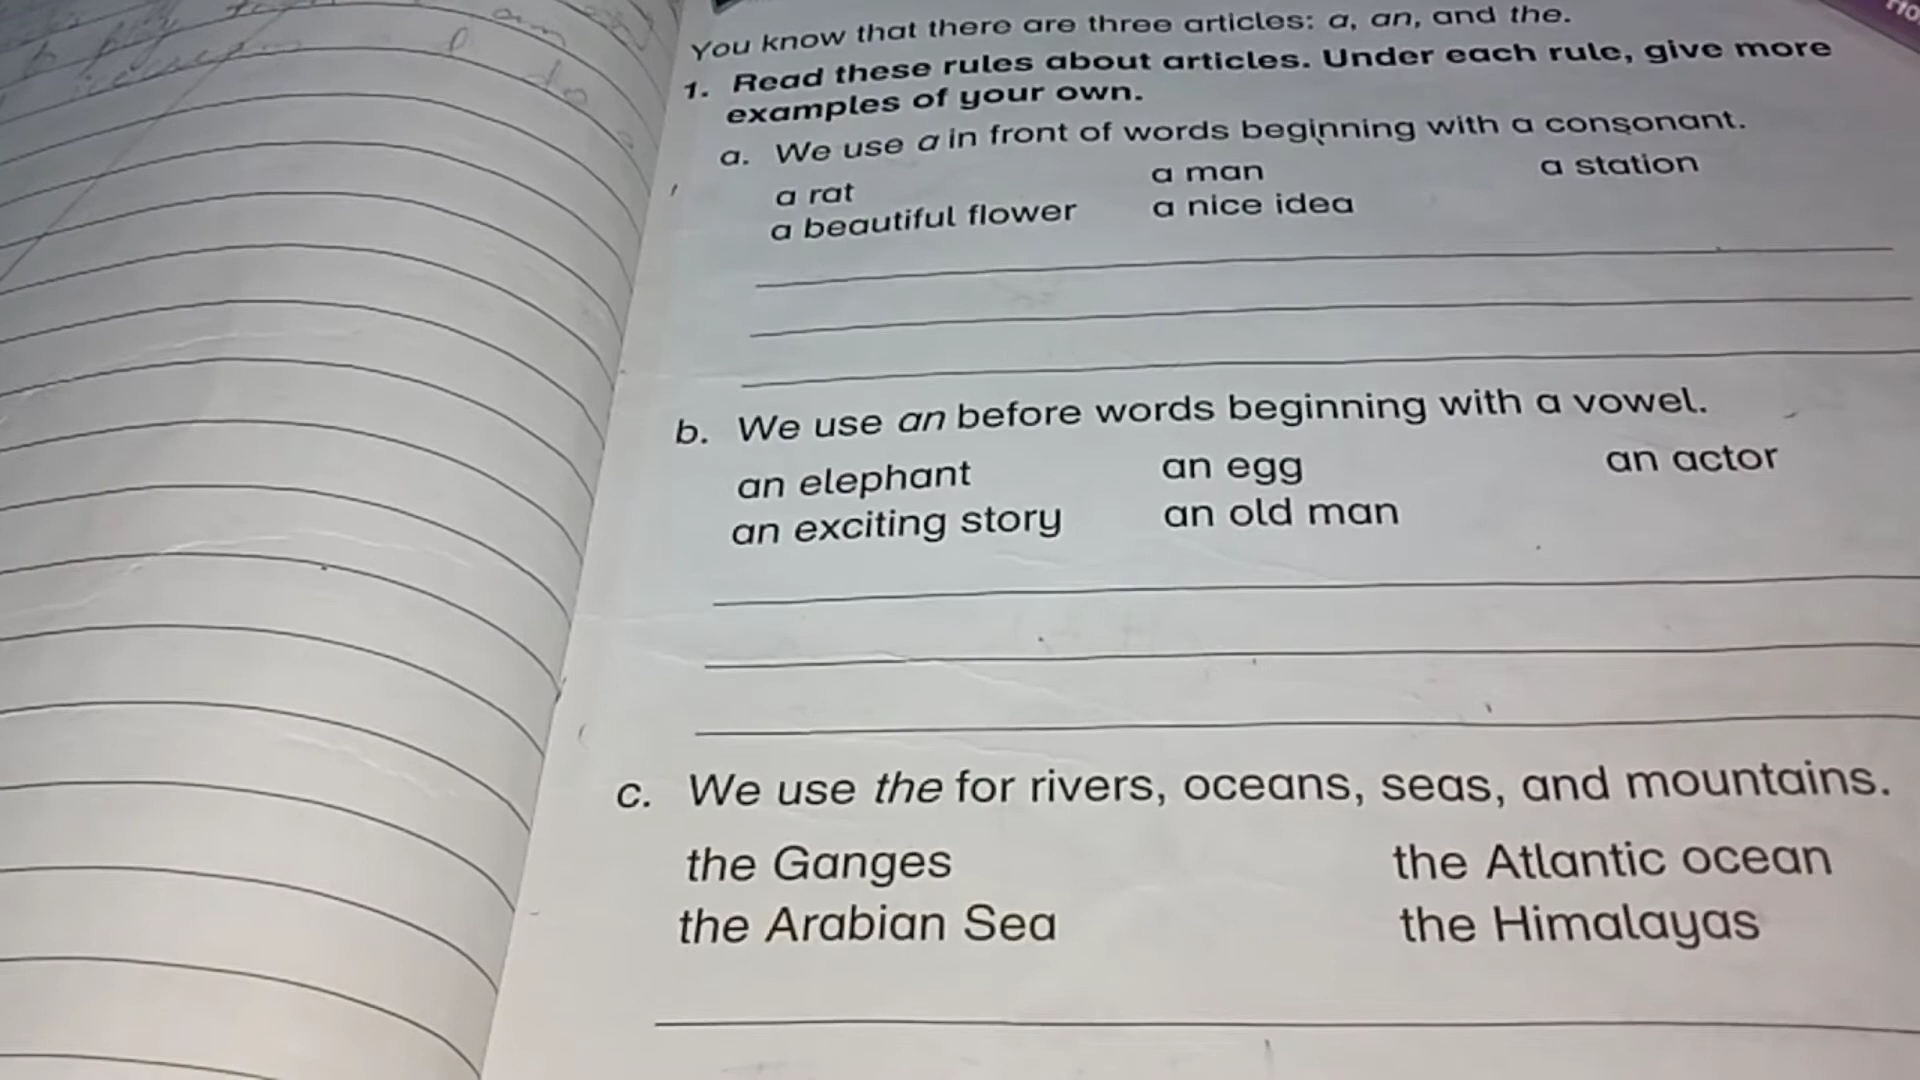 You know that there are three articles: a, an, and the.
1. Read these rules about articles. Under each rule, give more
examples of your own.
a. We use a in front of words beginning with a consonant.
a rat a man a station
a beautiful flower a nice idea
b. We use an before words beginning with a vowel.
an elephant an egg an actor
an exciting story an old man
c. We use the for rivers, oceans, seas, and mountains.
the Ganges the Atlantic ocean
the Arabian Sea the Himalayas